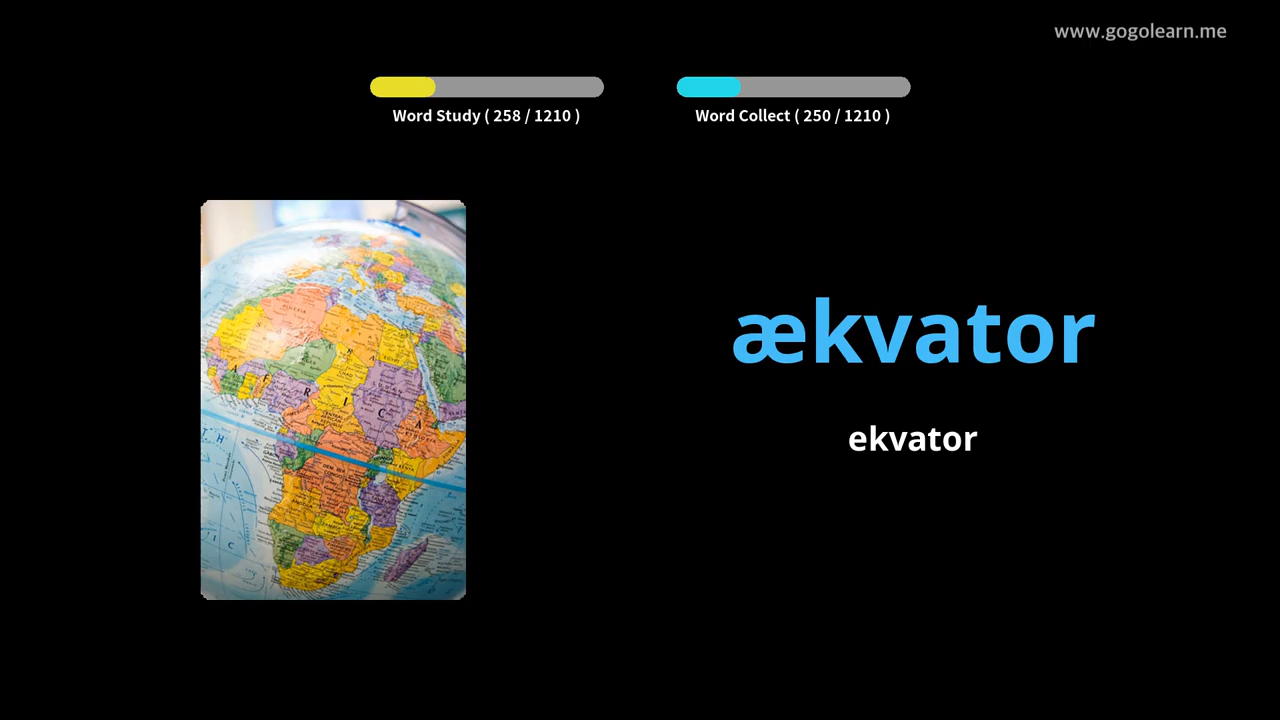 www.gogolearn.me
Word Study ( 258 / 1210 )
Word Collect ( 250 / 1210 )
ækvator
ekvator
A F R I C A